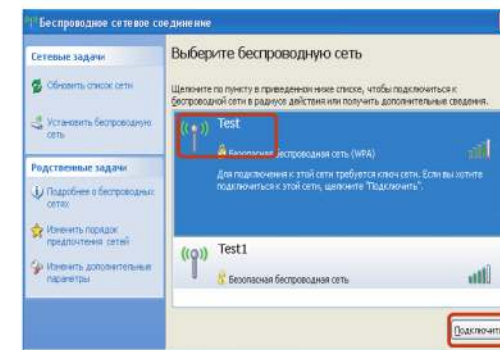 Беспроводное сетевое соединение
Сетевые задачи
Обновить список сети
Установить беспроводную
сеть
Родственные задачи
Подробнее о беспроводных
сетях
Изменить порядок
предпочтения сетей
Изменить дополнительные
параметры
Выберите беспроводную сеть
Щелкните по пункту в приведенном ниже списке, чтобы подключиться к
беспроводной сети в радиусе действия или получить дополнительные сведения.
Test
Безопасная беспроводная сеть (WPA)
Для подключения к этой сети требуется ключ сети. Если вы хотите
подключиться к этой сети, щелкните "Подключить".
Test1
Безопасная беспроводная сеть
Подключить